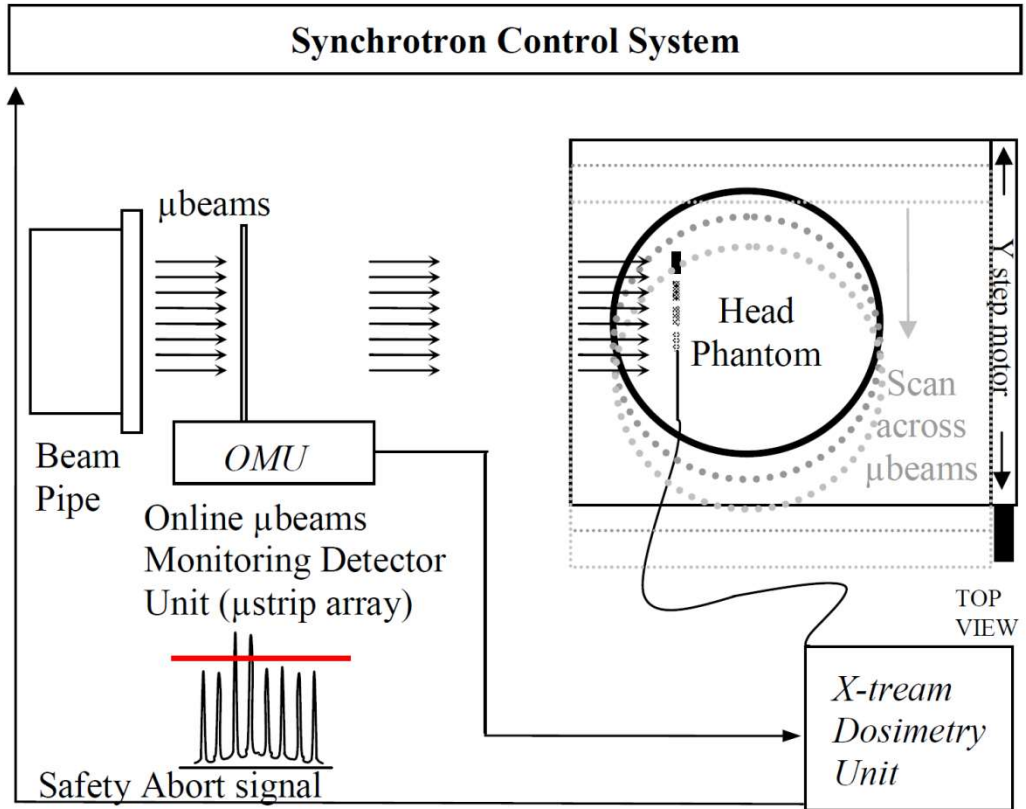 Synchrotron Control System
µbeams
Beam
Pipe
OMU
Online µbeams
Monitoring Detector
Unit (µstrip array)
Safety Abort signal
Head
Phantom
Scan
across
µbeams
Y step motor
TOP
VIEW
X-tream
Dosimetry
Unit